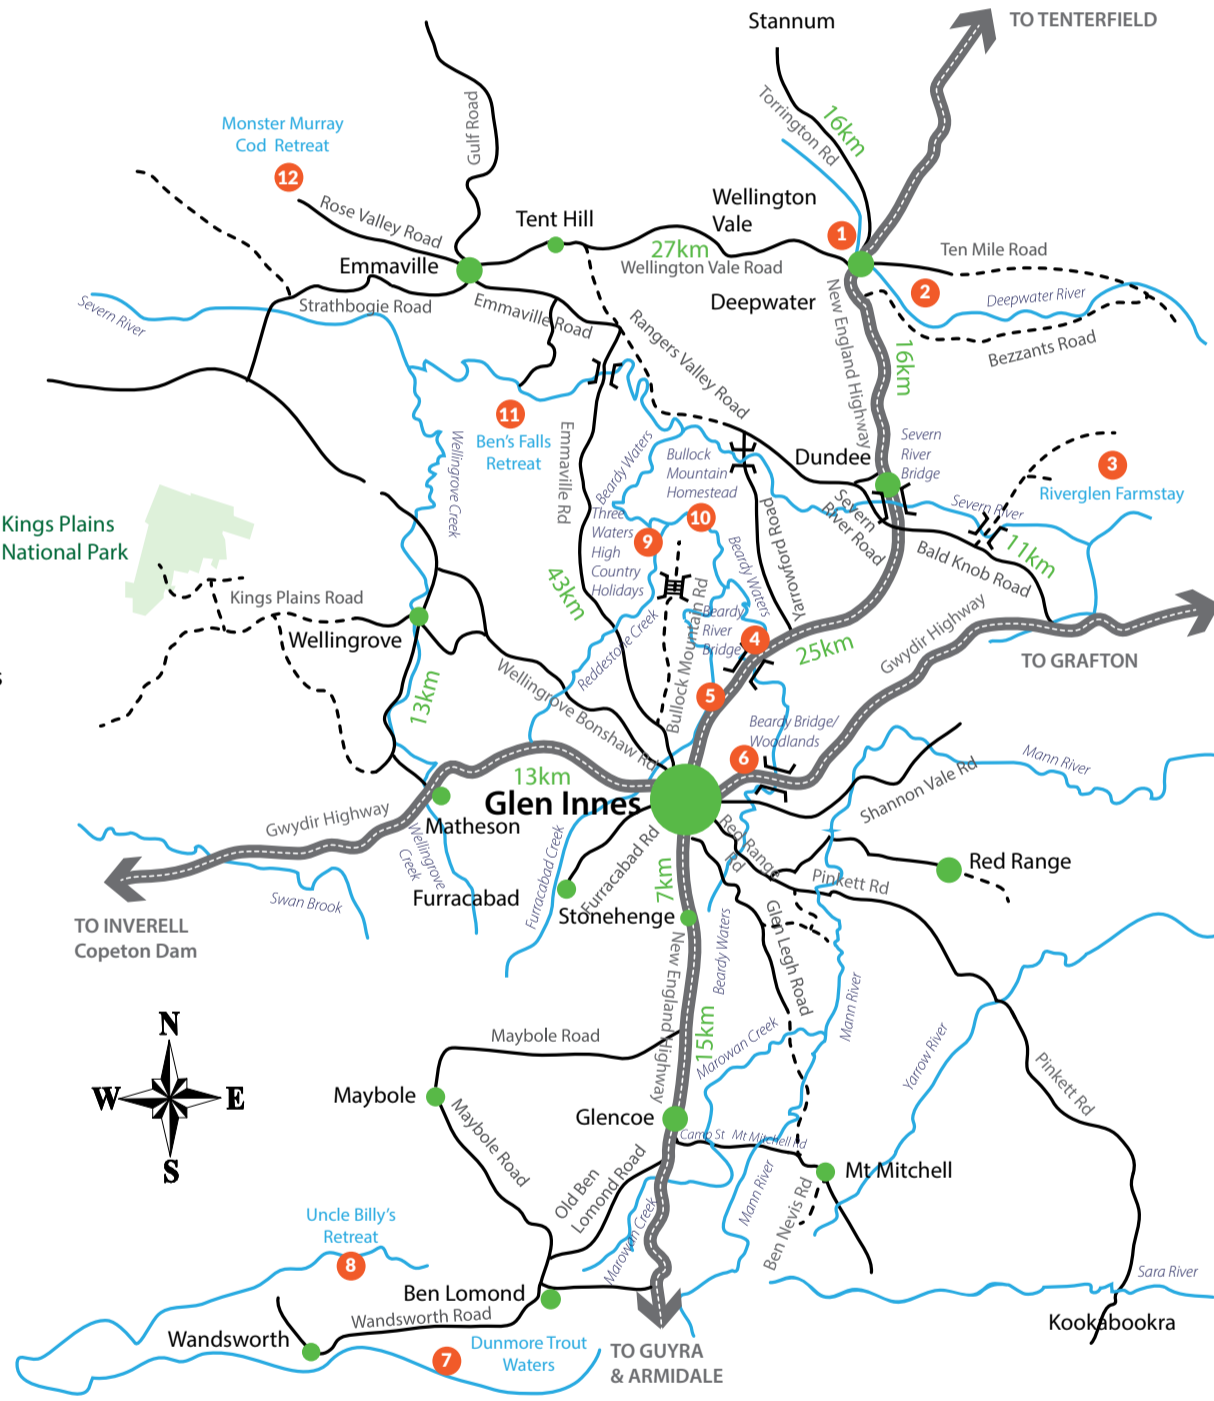 Stannum
TO TENTERFIELD
Torrington Rd
16km
Gulf Road
Monster Murray
Cod Retreat
12
Rose Valley Road
Tent Hill
Wellington
Vale
1
27km
Wellington Vale Road
Ten Mile Road
Emmaville
Strathbogie Road
Severn River
Emmaville Road
Deepwater
2
Deepwater River
Bezzants Road
New England Highway
16km
Rangers Valley Road
11
Ben's Falls
Retreat
Wellingrove Creek
Emmaville Rd
Beardy Waters
Bullock
Mountain
Homestead
Dundee
Severn
River
Bridge
3
Riverglen Farmstay
Severn River
Severn
River Road
Bald Knob Road
11km
Kings Plains
National Park
Kings Plains Road
Wellingrove
Three
Waters
High
Country
Holidays
9
10
43km
Yarrowford Road
Beardy Waters
Beardy
River
Bridge
4
25km
Gwydir Highway
TO GRAFTON
Reddestone Creek
Bullock Mountain Rd
13km
Wellingrove Bonshaw Rd
5
Beardy Bridge/
Woodlands
6
Mann River
Shannon Vale Rd
13km
Glen Innes
Gwydir Highway
Matheson
Wellingrove
Creek
Furracabad
Furracabad Creek
Furracabad Rd
Red Range
Rd
Red Range
Pinkett Rd
Swan Brook
TO INVERELL
Copeton Dam
7km
Stonehenge
Beardy Waters
Glen Legh Road
New England Highway
15km
Mann River
Marowan Creek
Yarrow River
Pinkett Rd
N
W
E
S
Maybole Road
Maybole
Maybole Road
Glencoe
Camp St
Mt Mitchell Rd
Mt Mitchell
Old Ben
Lomond Road
Marowan Creek
Mann River
Ben Nevis Rd
Uncle Billy's
Retreat
8
Ben Lomond
Wandsworth Road
Wandsworth
7
Dunmore Trout
Waters
TO GUYRA
& ARMIDALE
Sara River
Kookabookra
s